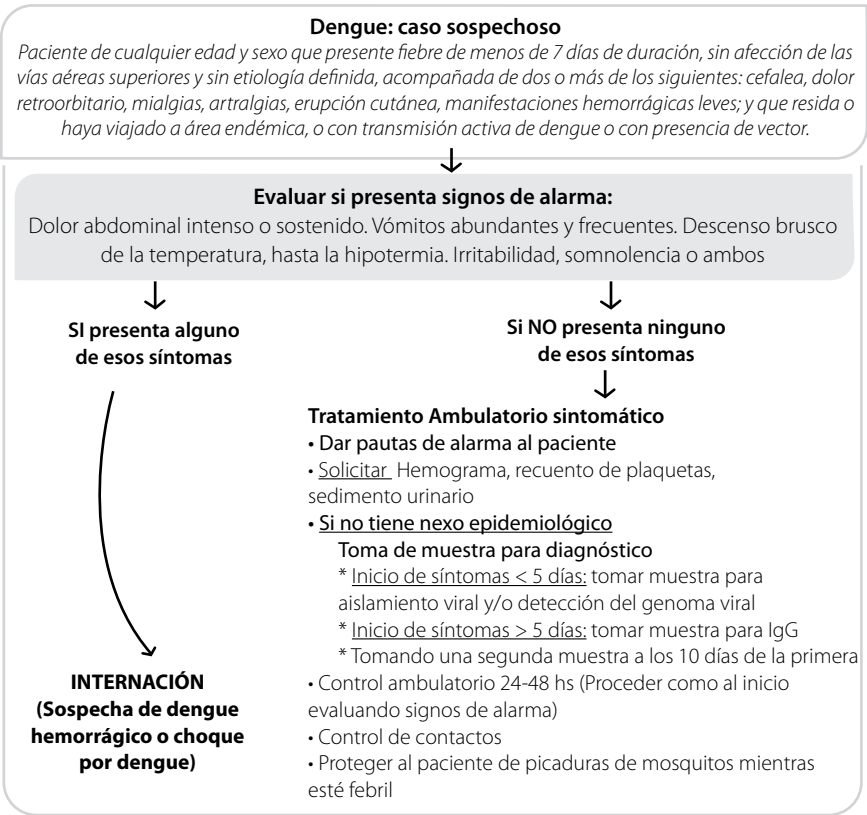 Dengue: caso sospechoso
Paciente de cualquier edad y sexo que presente fiebre de menos de 7 días de duración, sin afección de las
vías aéreas superiores y sin etiología definida, acompañada de dos o más de los siguientes: cefalea, dolor
retroorbitario, mialgias, artralgias, erupción cutánea, manifestaciones hemorrágicas leves; y que resida o
haya viajado a área endémica, o con transmisión activa de dengue o con presencia de vector.
Evaluar si presenta signos de alarma:
Dolor abdominal intenso o sostenido. Vómitos abundantes y frecuentes. Descenso brusco
de la temperatura, hasta la hipotermia. Irritabilidad, somnolencia o ambos
SI presenta alguno
de esos síntomas
INTERNACIÓN
(Sospecha de dengue
hemorrágico o choque
por dengue)
Si NO presenta ninguno
de esos síntomas
Tratamiento Ambulatorio sintomático
• Dar pautas de alarma al paciente
• Solicitar Hemograma, recuento de plaquetas,
sedimento urinario
• Si no tiene nexo epidemiológico
Toma de muestra para diagnóstico
* Inicio de síntomas < 5 días: tomar muestra para
aislamiento viral y/o detección del genoma viral
* Inicio de síntomas > 5 días: tomar muestra para IgG
* Tomando una segunda muestra a los 10 días de la primera
• Control ambulatorio 24-48 hs (Proceder como al inicio
evaluando signos de alarma)
• Control de contactos
• Proteger al paciente de picaduras de mosquitos mientras
esté febril